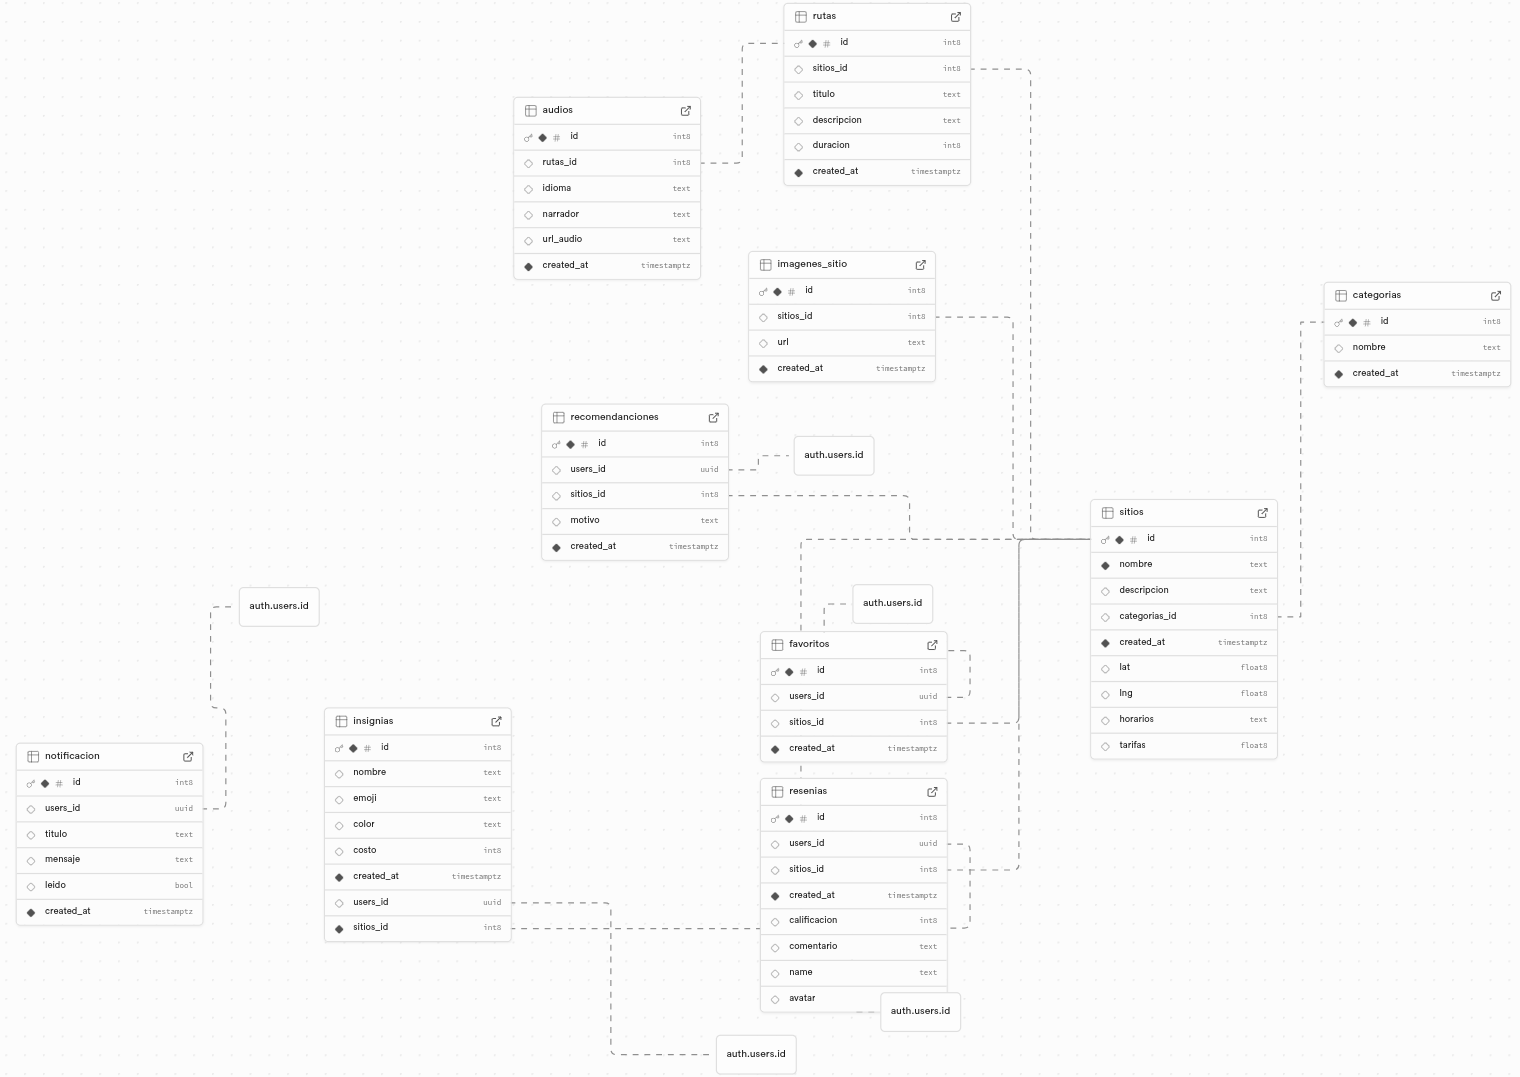 rutas
id int8
sitios_id int8
titulo text
descripcion text
duracion int8
created_at timestamptz
audios
id int8
rutas_id int8
idioma text
narrador text
url_audio text
created_at timestamptz
imagenes_sitio
id int8
sitios_id int8
url text
created_at timestamptz
categorias
id int8
nombre text
created_at timestamptz
recomendanciones
id int8
users_id uuid
sitios_id int8
motivo text
created_at timestamptz
auth.users.id
sitios
id int8
nombre text
descripcion text
categorias_id int8
created_at timestamptz
lat float8
lng float8
horarios text
tarifas float8
auth.users.id
auth.users.id
favoritos
id int8
users_id uuid
sitios_id int8
created_at timestamptz
insignias
id int8
nombre text
emoji text
color text
costo int8
created_at timestamptz
users_id uuid
sitios_id int8
notificacion
id int8
users_id uuid
titulo text
mensaje text
leido bool
created_at timestamptz
resenias
id int8
users_id uuid
sitios_id int8
created_at timestamptz
calificacion int8
comentario text
name text
avatar
auth.users.id
auth.users.id